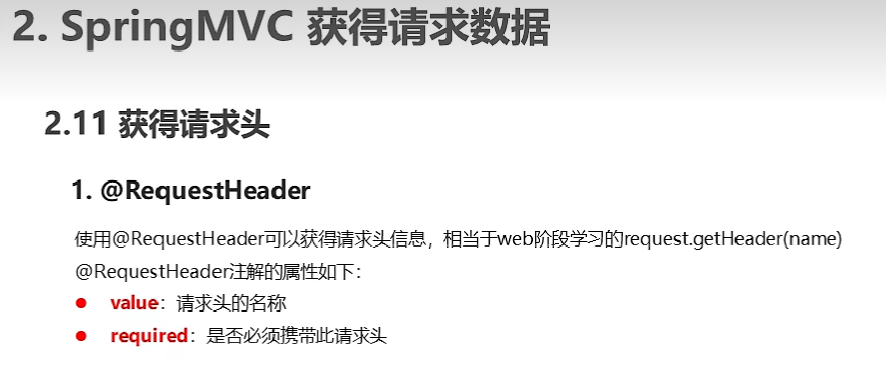 2. SpringMVC 获得请求数据
2.11 获得请求头
1. @RequestHeader
使用@RequestHeader可以获得请求头信息，相当于web阶段学习的request.getHeader(name)
@RequestHeader注解的属性如下：
● value：请求头的名称
● required：是否必须携带此请求头